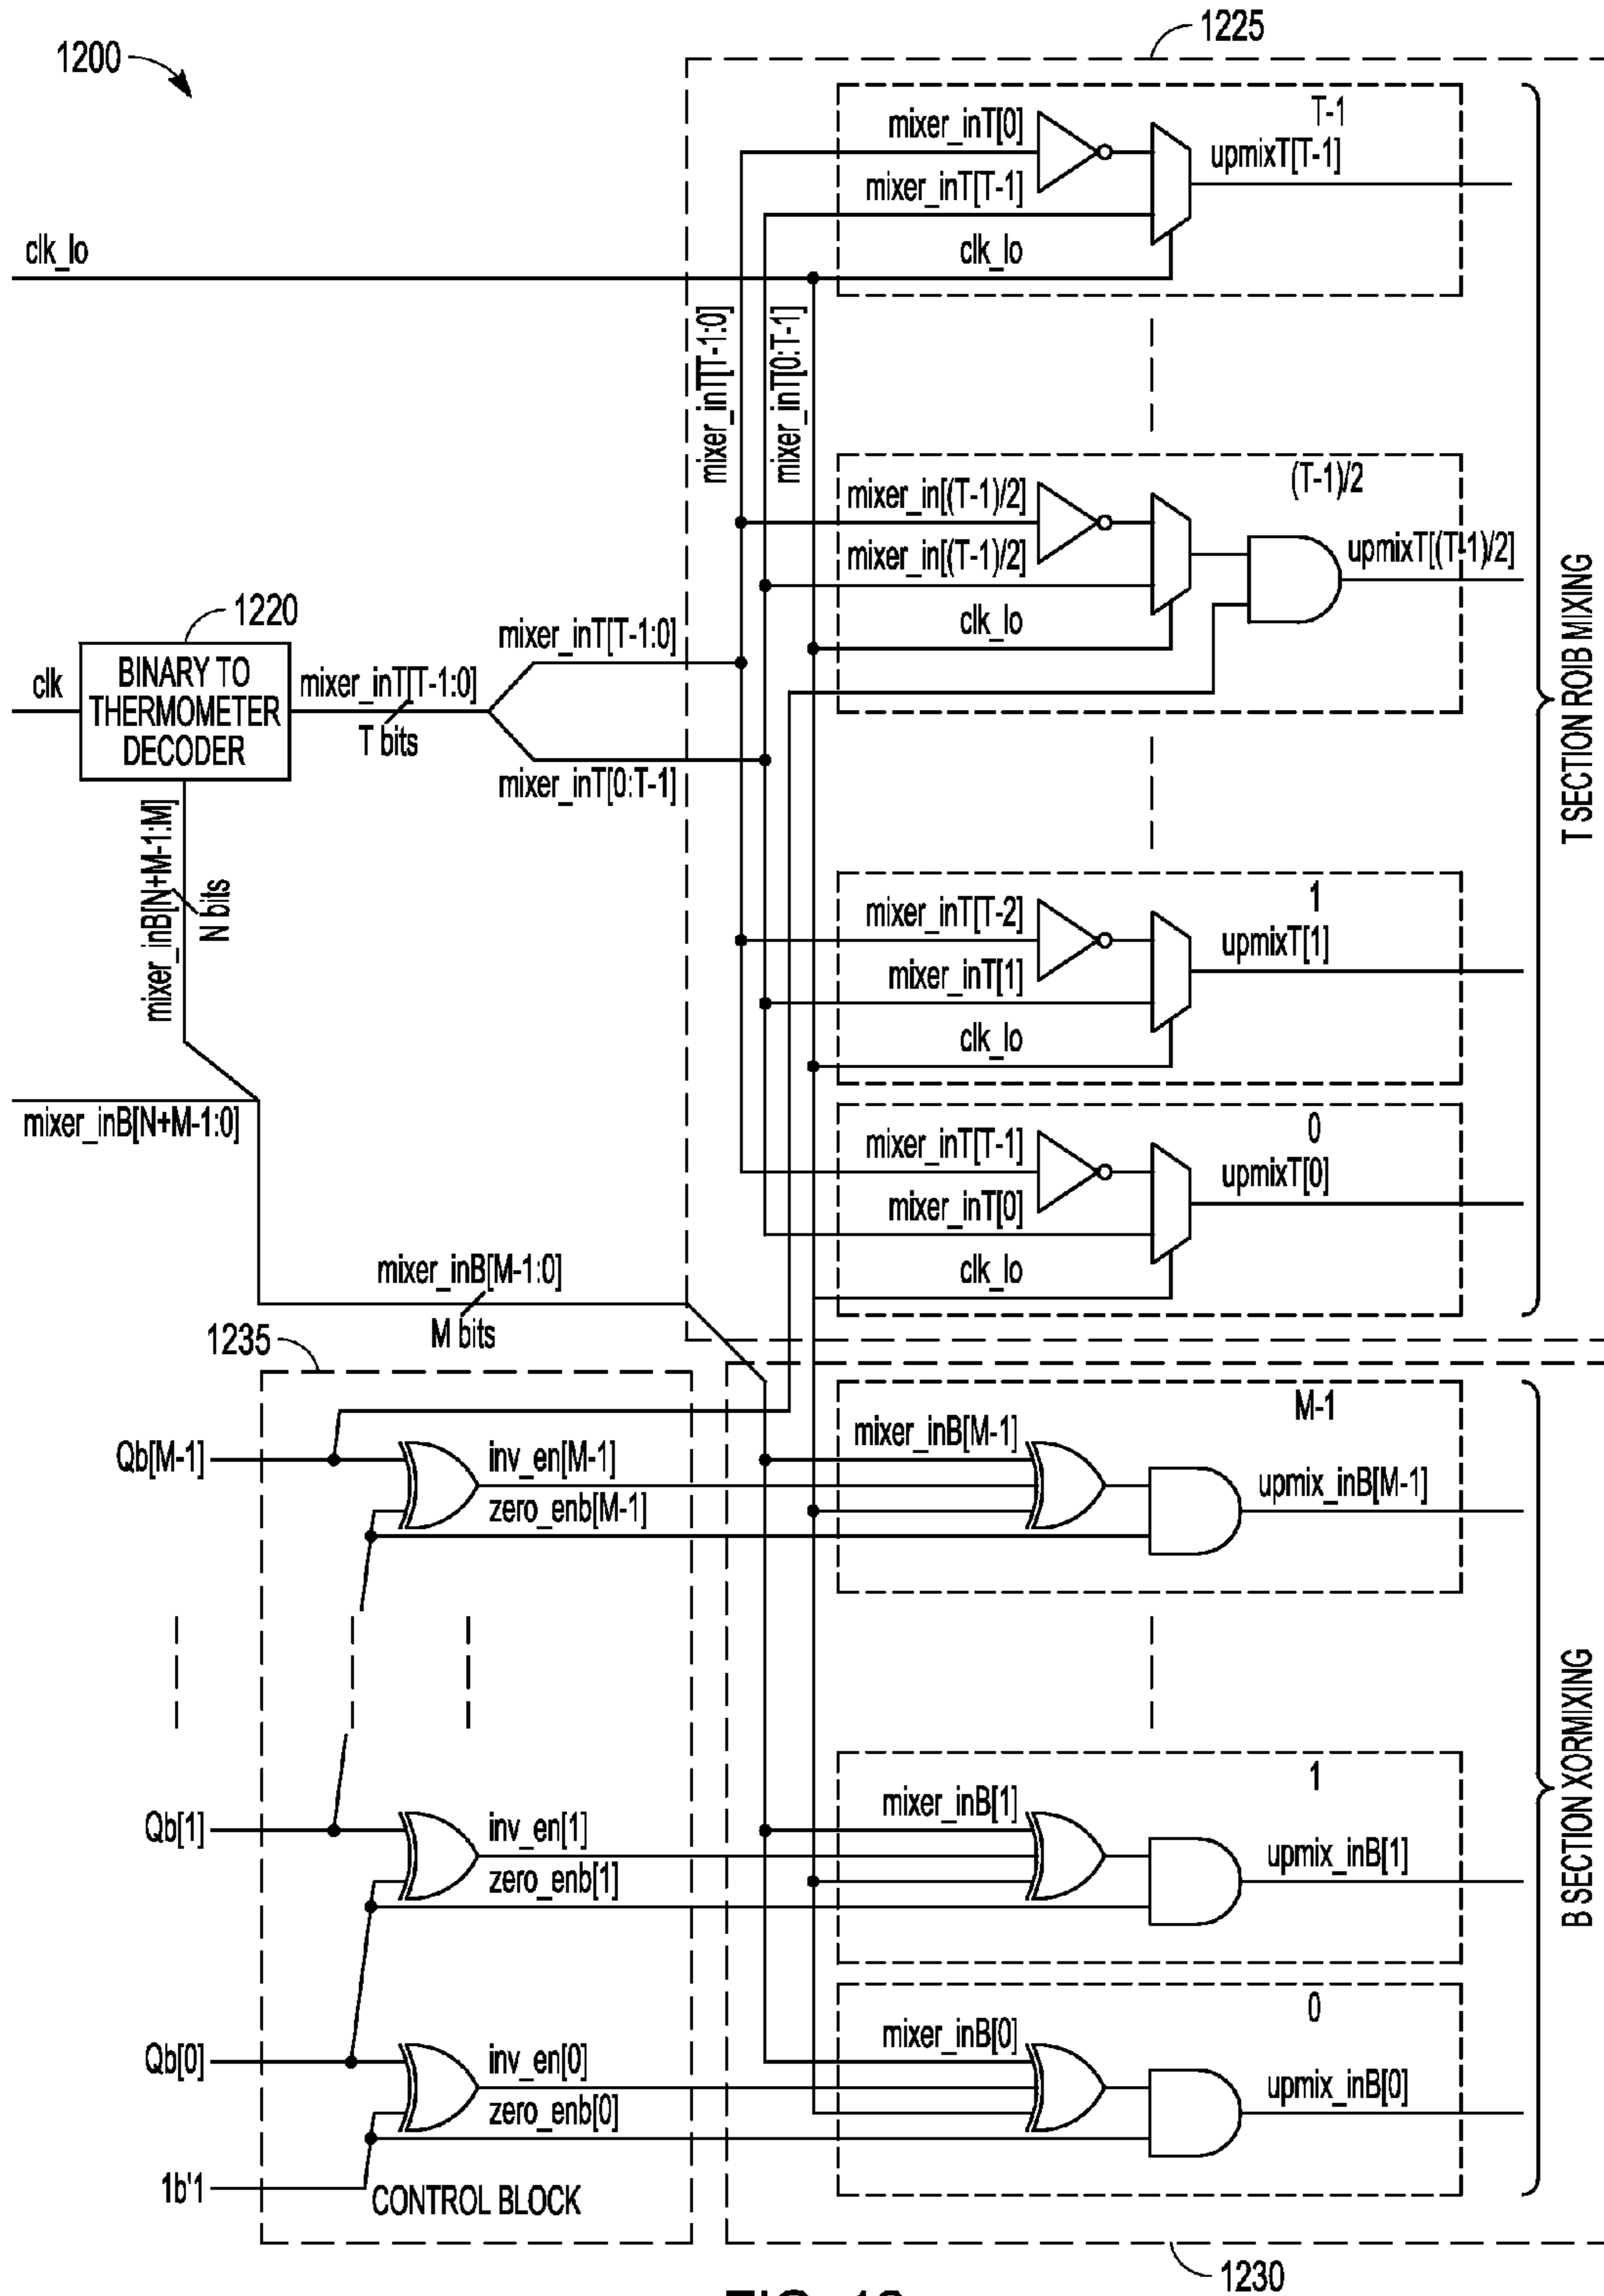 1200
1225
T-1
mixer_inT[0]
upmixT[T-1]
mixer_inT[T-1]
clk_lo
clk_lo
mixer_inT[T-1:0]
mixer_inT[0:T-1]
(T-1)/2
mixer_in[(T-1)/2]
upmixT[(T-1)/2]
mixer_in[(T-1)/2]
clk_lo
T SECTION ROIB MIXING
1220
clk
BINARY TO
THERMOMETER
DECODER
mixer_inT[T-1:0]
T bits
mixer_inT[T-1:0]
mixer_inT[0:T-1]
mixer_inB[N+M-1:M]
N bits
1
mixer_inT[T-2]
upmixT[1]
mixer_inT[1]
clk_lo
mixer_inB[N+M-1:0]
0
mixer_inT[T-1]
upmixT[0]
mixer_inT[0]
clk_lo
mixer_inB[M-1:0]
M bits
1235
M-1
Qb[M-1]
inv_en[M-1]
zero_enb[M-1]
mixer_inB[M-1]
upmix_inB[M-1]
B SECTION XORMIXING
1
Qb[1]
inv_en[1]
zero_enb[1]
mixer_inB[1]
upmix_inB[1]
0
Qb[0]
inv_en[0]
zero_enb[0]
mixer_inB[0]
upmix_inB[0]
1b'1
CONTROL BLOCK
1230